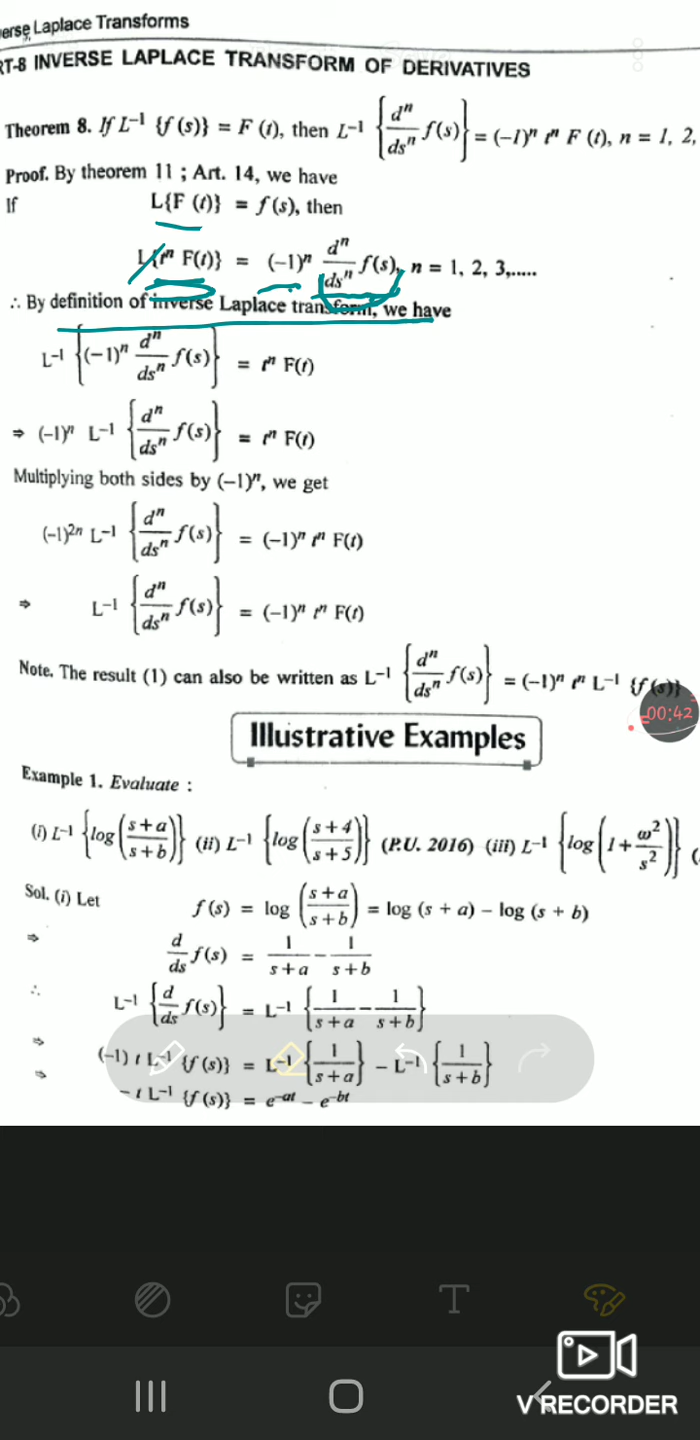 erse Laplace Transforms
RT-8 INVERSE LAPLACE TRANSFORM OF DERIVATIVES
Theorem 8. If L⁻¹ {f (s)} = F (t), then L⁻¹ {dⁿ/dsⁿ f(s)} = (–1)ⁿ tⁿ F (t), n = 1, 2,
Proof. By theorem 11 ; Art. 14, we have
If L{F (t)} = f (s), then
L{tⁿ F(t)} = (–1)ⁿ dⁿ/dsⁿ f(s), n = 1, 2, 3,.....
∴ By definition of inverse Laplace transform, we have
L⁻¹ {(–1)ⁿ dⁿ/dsⁿ f(s)} = tⁿ F(t)
⇒ (–1)ⁿ L⁻¹ {dⁿ/dsⁿ f(s)} = tⁿ F(t)
Multiplying both sides by (–1)ⁿ, we get
(–1)²ⁿ L⁻¹ {dⁿ/dsⁿ f(s)} = (–1)ⁿ tⁿ F(t)
⇒ L⁻¹ {dⁿ/dsⁿ f(s)} = (–1)ⁿ tⁿ F(t)
Note. The result (1) can also be written as L⁻¹ {dⁿ/dsⁿ f(s)} = (–1)ⁿ tⁿ L⁻¹ {f (s)}
00:42
Illustrative Examples
Example 1. Evaluate :
(i) L⁻¹ {log((s+a)/(s+b))} (ii) L⁻¹ {log((s+4)/(s+5))} (P.U. 2016) (iii) L⁻¹ {log(1+ω²/s²)} (
Sol. (i) Let f (s) = log ((s+a)/(s+b)) = log (s + a) – log (s + b)
⇒ d/ds f(s) = 1/(s+a) – 1/(s+b)
∴ L⁻¹ {d/ds f(s)} = L⁻¹ {1/(s+a) – 1/(s+b)}
⇒ (–1) t L⁻¹ {f (s)} = L⁻¹ {1/(s+a)} – L⁻¹ {1/(s+b)}
⇒ – t L⁻¹ {f (s)} = e^–at – e^–bt
T
V RECORDER